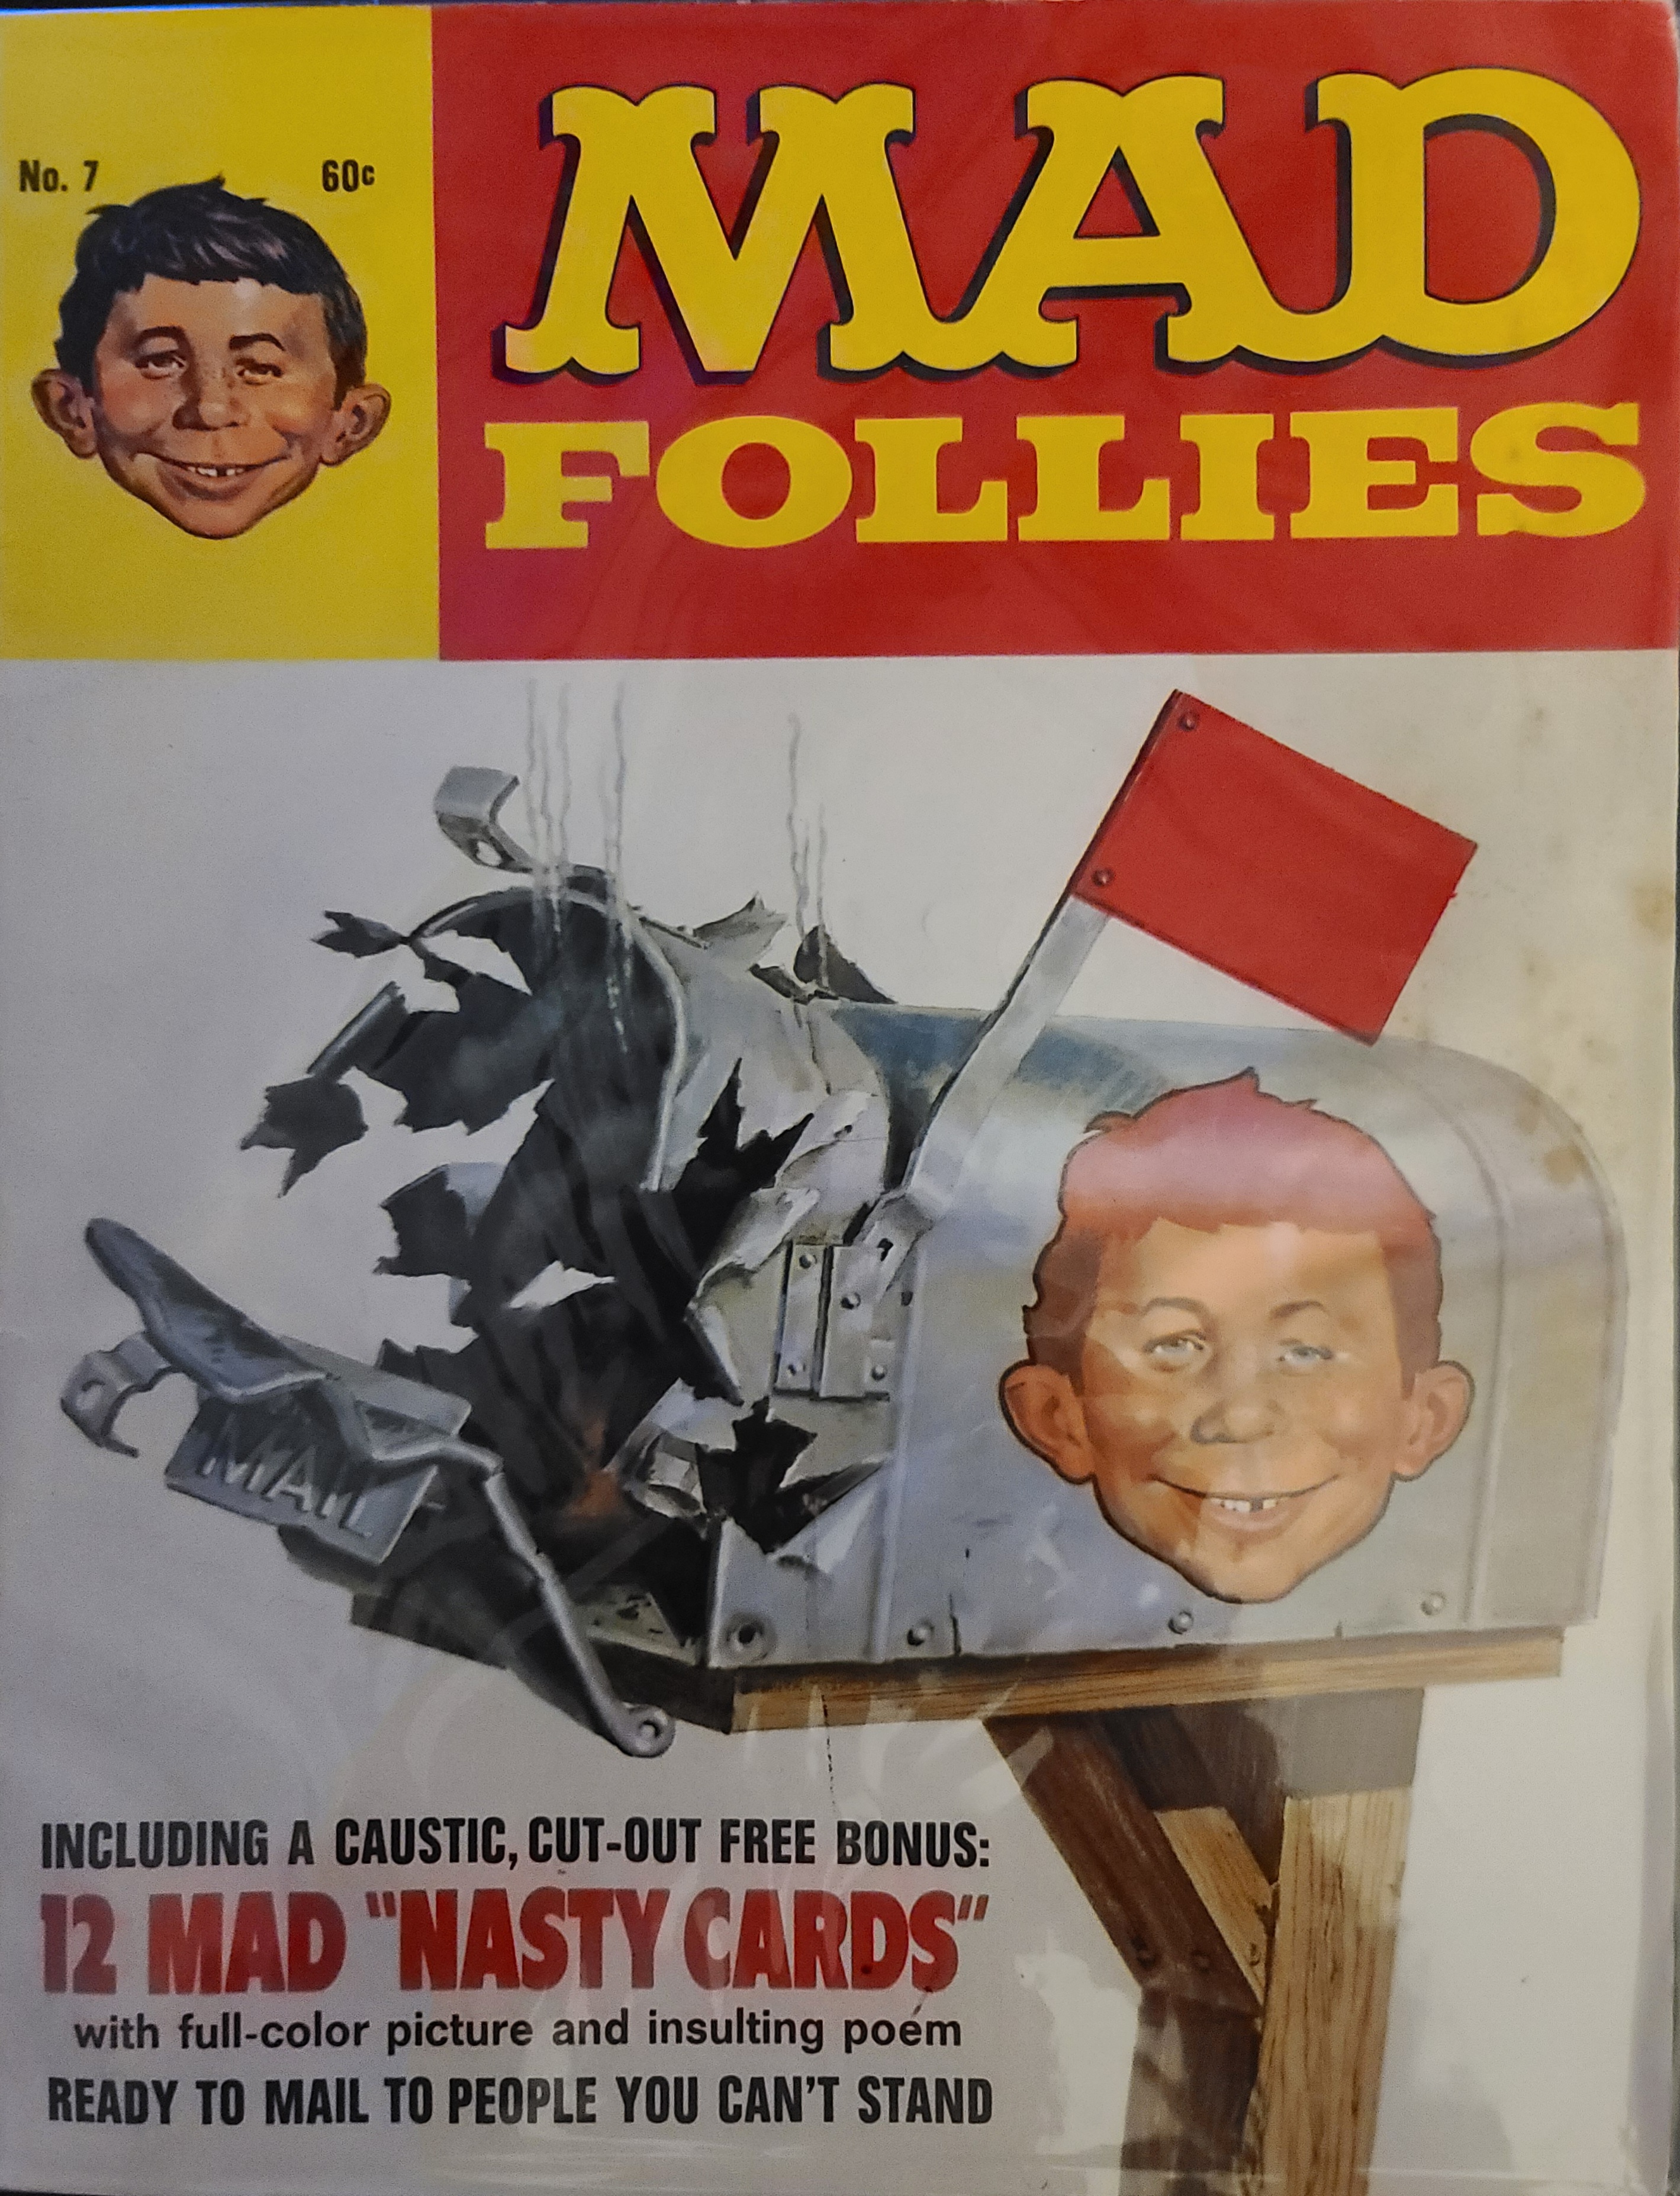 No. 7 60c
MAD
FOLLIES
MAIL
INCLUDING A CAUSTIC, CUT-OUT FREE BONUS:
12 MAD "NASTY CARDS"
with full-color picture and insulting poem
READY TO MAIL TO PEOPLE YOU CAN'T STAND